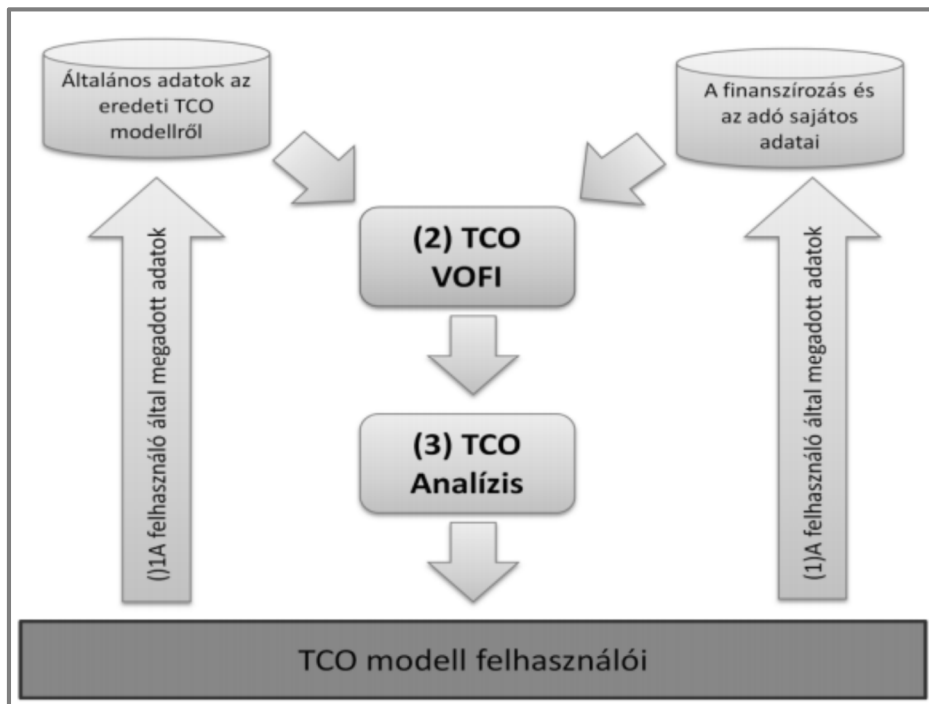 Általános adatok az
eredeti TCO
modellről
A finanszírozás és
az adó sajátos
adatai
(2) TCO
VOFI
(3) TCO
Analízis
()1A felhasználó által megadott adatok
(1)A felhasználó által megadott adatok
TCO modell felhasználói